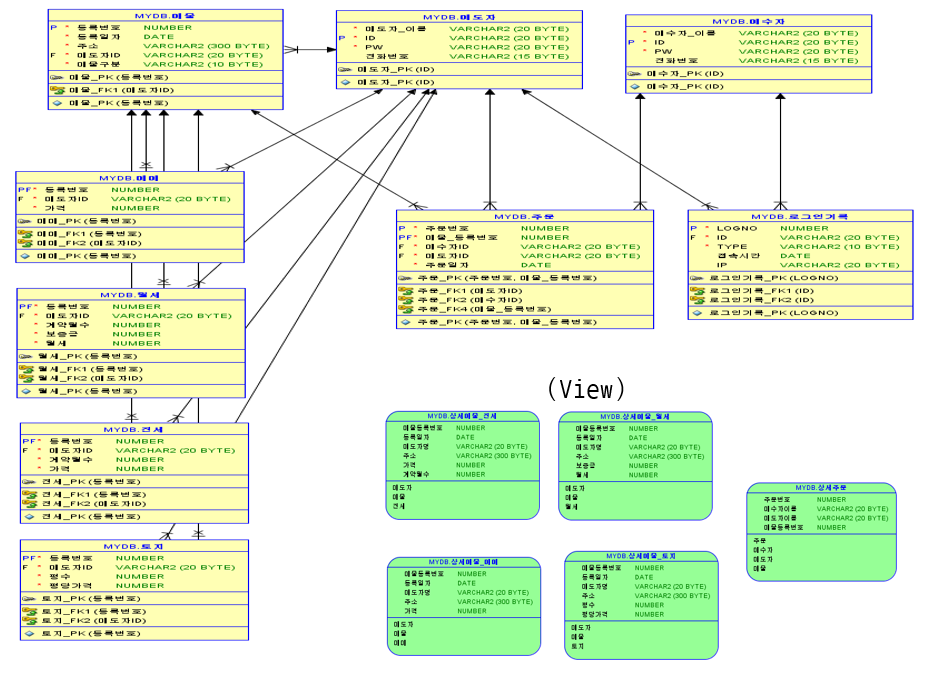 MYDB.매물
P * 등록번호 NUMBER
* 등록일자 DATE
* 주소 VARCHAR2 (300 BYTE)
F * 매도자ID VARCHAR2 (20 BYTE)
* 매물구분 VARCHAR2 (10 BYTE)
매물_PK (등록번호)
매물_FK1 (매도자ID)
매물_PK (등록번호)
MYDB.매도자
* 매도자_이름 VARCHAR2 (20 BYTE)
P * ID VARCHAR2 (20 BYTE)
* PW VARCHAR2 (20 BYTE)
전화번호 VARCHAR2 (15 BYTE)
매도자_PK (ID)
매도자_PK (ID)
MYDB.매수자
* 매수자_이름 VARCHAR2 (20 BYTE)
P * ID VARCHAR2 (20 BYTE)
* PW VARCHAR2 (20 BYTE)
전화번호 VARCHAR2 (15 BYTE)
매수자_PK (ID)
매수자_PK (ID)
MYDB.매매
PF * 등록번호 NUMBER
F * 매도자ID VARCHAR2 (20 BYTE)
* 가격 NUMBER
매매_PK (등록번호)
매매_FK1 (등록번호)
매매_FK2 (매도자ID)
매매_PK (등록번호)
MYDB.주문
P * 주문번호 NUMBER
PF * 매물_등록번호 NUMBER
F * 매수자ID VARCHAR2 (20 BYTE)
F * 매도자ID VARCHAR2 (20 BYTE)
* 주문일자 DATE
주문_PK (주문번호, 매물_등록번호)
주문_FK1 (매도자ID)
주문_FK2 (매수자ID)
주문_FK4 (매물_등록번호)
주문_PK (주문번호, 매물_등록번호)
MYDB.로그인기록
P * LOGNO NUMBER
F * ID VARCHAR2 (20 BYTE)
* TYPE VARCHAR2 (10 BYTE)
접속시간 DATE
IP VARCHAR2 (20 BYTE)
로그인기록_PK (LOGNO)
로그인기록_FK1 (ID)
로그인기록_FK2 (ID)
로그인기록_PK (LOGNO)
MYDB.월세
PF * 등록번호 NUMBER
F * 매도자ID VARCHAR2 (20 BYTE)
* 계약월수 NUMBER
* 보증금 NUMBER
* 월세 NUMBER
월세_PK (등록번호)
월세_FK1 (등록번호)
월세_FK2 (매도자ID)
월세_PK (등록번호)
MYDB.전세
PF * 등록번호 NUMBER
F * 매도자ID VARCHAR2 (20 BYTE)
* 계약월수 NUMBER
* 가격 NUMBER
전세_PK (등록번호)
전세_FK1 (등록번호)
전세_FK2 (매도자ID)
전세_PK (등록번호)
MYDB.토지
PF * 등록번호 NUMBER
F * 매도자ID VARCHAR2 (20 BYTE)
* 평수 NUMBER
* 평당가격 NUMBER
토지_PK (등록번호)
토지_FK1 (등록번호)
토지_FK2 (매도자ID)
토지_PK (등록번호)
(View)
MYDB.상세매물_전세
매물등록번호 NUMBER
등록일자 DATE
매도자명 VARCHAR2 (20 BYTE)
주소 VARCHAR2 (300 BYTE)
가격 NUMBER
계약월수 NUMBER
매도자
매물
전세
MYDB.상세매물_월세
매물등록번호 NUMBER
등록일자 DATE
매도자명 VARCHAR2 (20 BYTE)
주소 VARCHAR2 (300 BYTE)
보증금 NUMBER
월세 NUMBER
매도자
매물
월세
MYDB.상세주문
주문번호 NUMBER
매수자이름 VARCHAR2 (20 BYTE)
매도자이름 VARCHAR2 (20 BYTE)
매물등록번호 NUMBER
주문
매수자
매도자
매물
MYDB.상세매물_매매
매물등록번호 NUMBER
등록일자 DATE
매도자명 VARCHAR2 (20 BYTE)
주소 VARCHAR2 (300 BYTE)
가격 NUMBER
매도자
매물
매매
MYDB.상세매물_토지
매물등록번호 NUMBER
등록일자 DATE
매도자명 VARCHAR2 (20 BYTE)
주소 VARCHAR2 (300 BYTE)
평수 NUMBER
평당가격 NUMBER
매도자
매물
토지